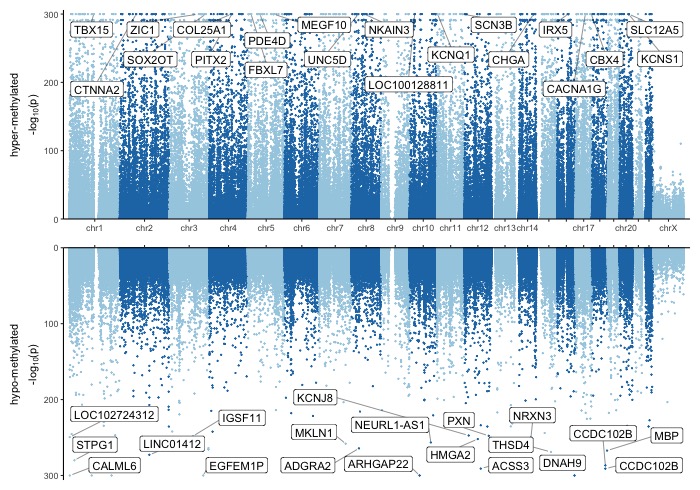 300
TBX15
ZIC1
COL25A1
PDE4D
MEGF10
NKAIN3
SCN3B
IRX5
SLC12A5
SOX2OT
PITX2
FBXL7
UNC5D
KCNQ1
CHGA
CBX4
KCNS1
200
CTNNA2
LOC100128811
CACNA1G
hyper-methylated
-log₁₀(p)
100
0
chr1 chr2 chr3 chr4 chr5 chr6 chr7 chr8 chr9 chr10 chr11 chr12 chr13 chr14 chr17 chr20 chrX
0
100
hypo-methylated
-log₁₀(p)
200
KCNJ8
LOC102724312
IGSF11
NEURL1-AS1
PXN
NRXN3
STPG1
LINC01412
MKLN1
HMGA2
THSD4
CCDC102B
MBP
CALML6
EGFEM1P
ADGRA2
ARHGAP22
ACSS3
DNAH9
CCDC102B
300